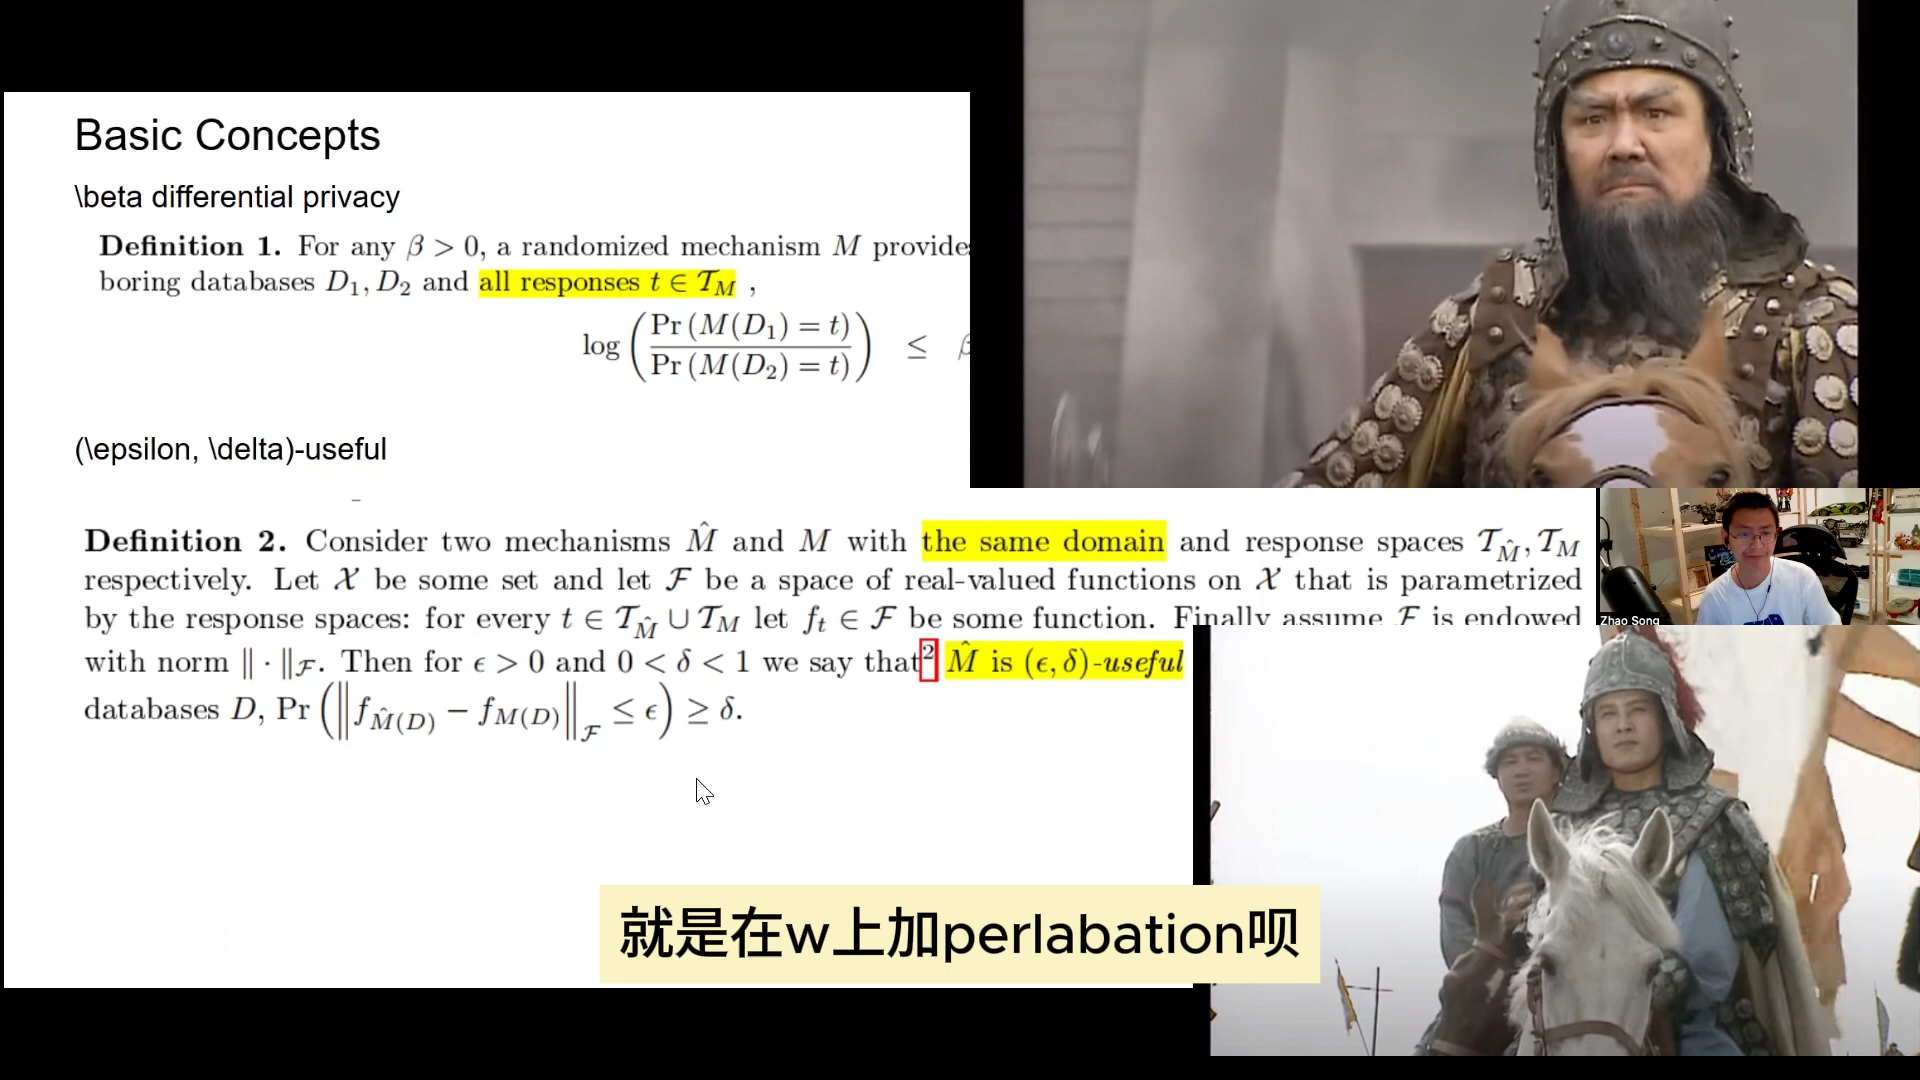 Basic Concepts
\beta differential privacy
Definition 1. For any β > 0, a randomized mechanism M provides
boring databases D₁, D₂ and all responses t ∈ 𝒯_M ,
log ( Pr (M(D₁) = t) / Pr (M(D₂) = t) ) ≤ β
(\epsilon, \delta)-useful
Definition 2. Consider two mechanisms M̂ and M with the same domain and response spaces 𝒯_M̂, 𝒯_M
respectively. Let 𝒳 be some set and let ℱ be a space of real-valued functions on 𝒳 that is parametrized
by the response spaces: for every t ∈ 𝒯_M̂ ∪ 𝒯_M let f_t ∈ ℱ be some function. Finally assume ℱ is endowed
with norm ‖ · ‖_ℱ. Then for ϵ > 0 and 0 < δ < 1 we say that² M̂ is (ϵ, δ)-useful
databases D, Pr (‖f_M̂(D) − f_M(D)‖_ℱ ≤ ϵ) ≥ δ.
Zhao Song
就是在w上加perlabation呗